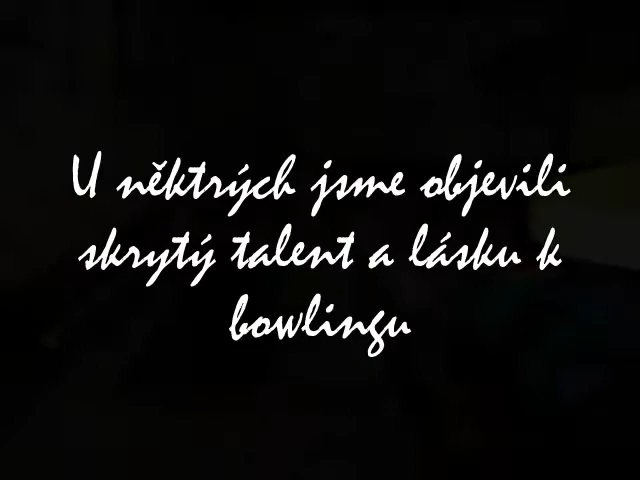 U něktrých jsme objevili
skrytý talent a lásku k
bowlingu